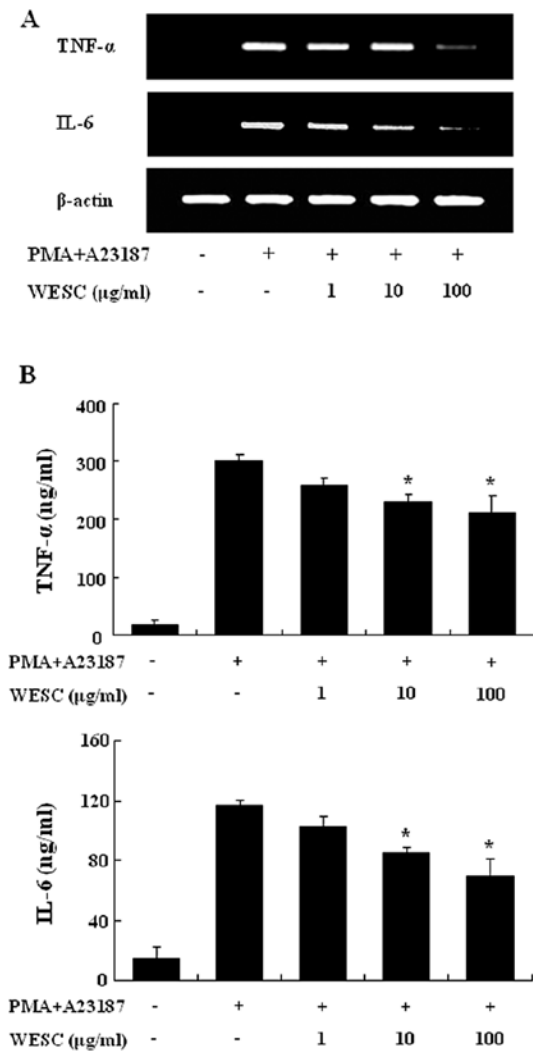 A
TNF-α
IL-6
β-actin
PMA+A23187 - + + + +
WESC (μg/ml) - - 1 10 100
B
TNF-α (ng/ml)
400
300
200
100
0
* *
PMA+A23187 - + + + +
WESC (μg/ml) - - 1 10 100
IL-6 (ng/ml)
160
120
80
40
0
* *
PMA+A23187 - + + + +
WESC (μg/ml) - - 1 10 100